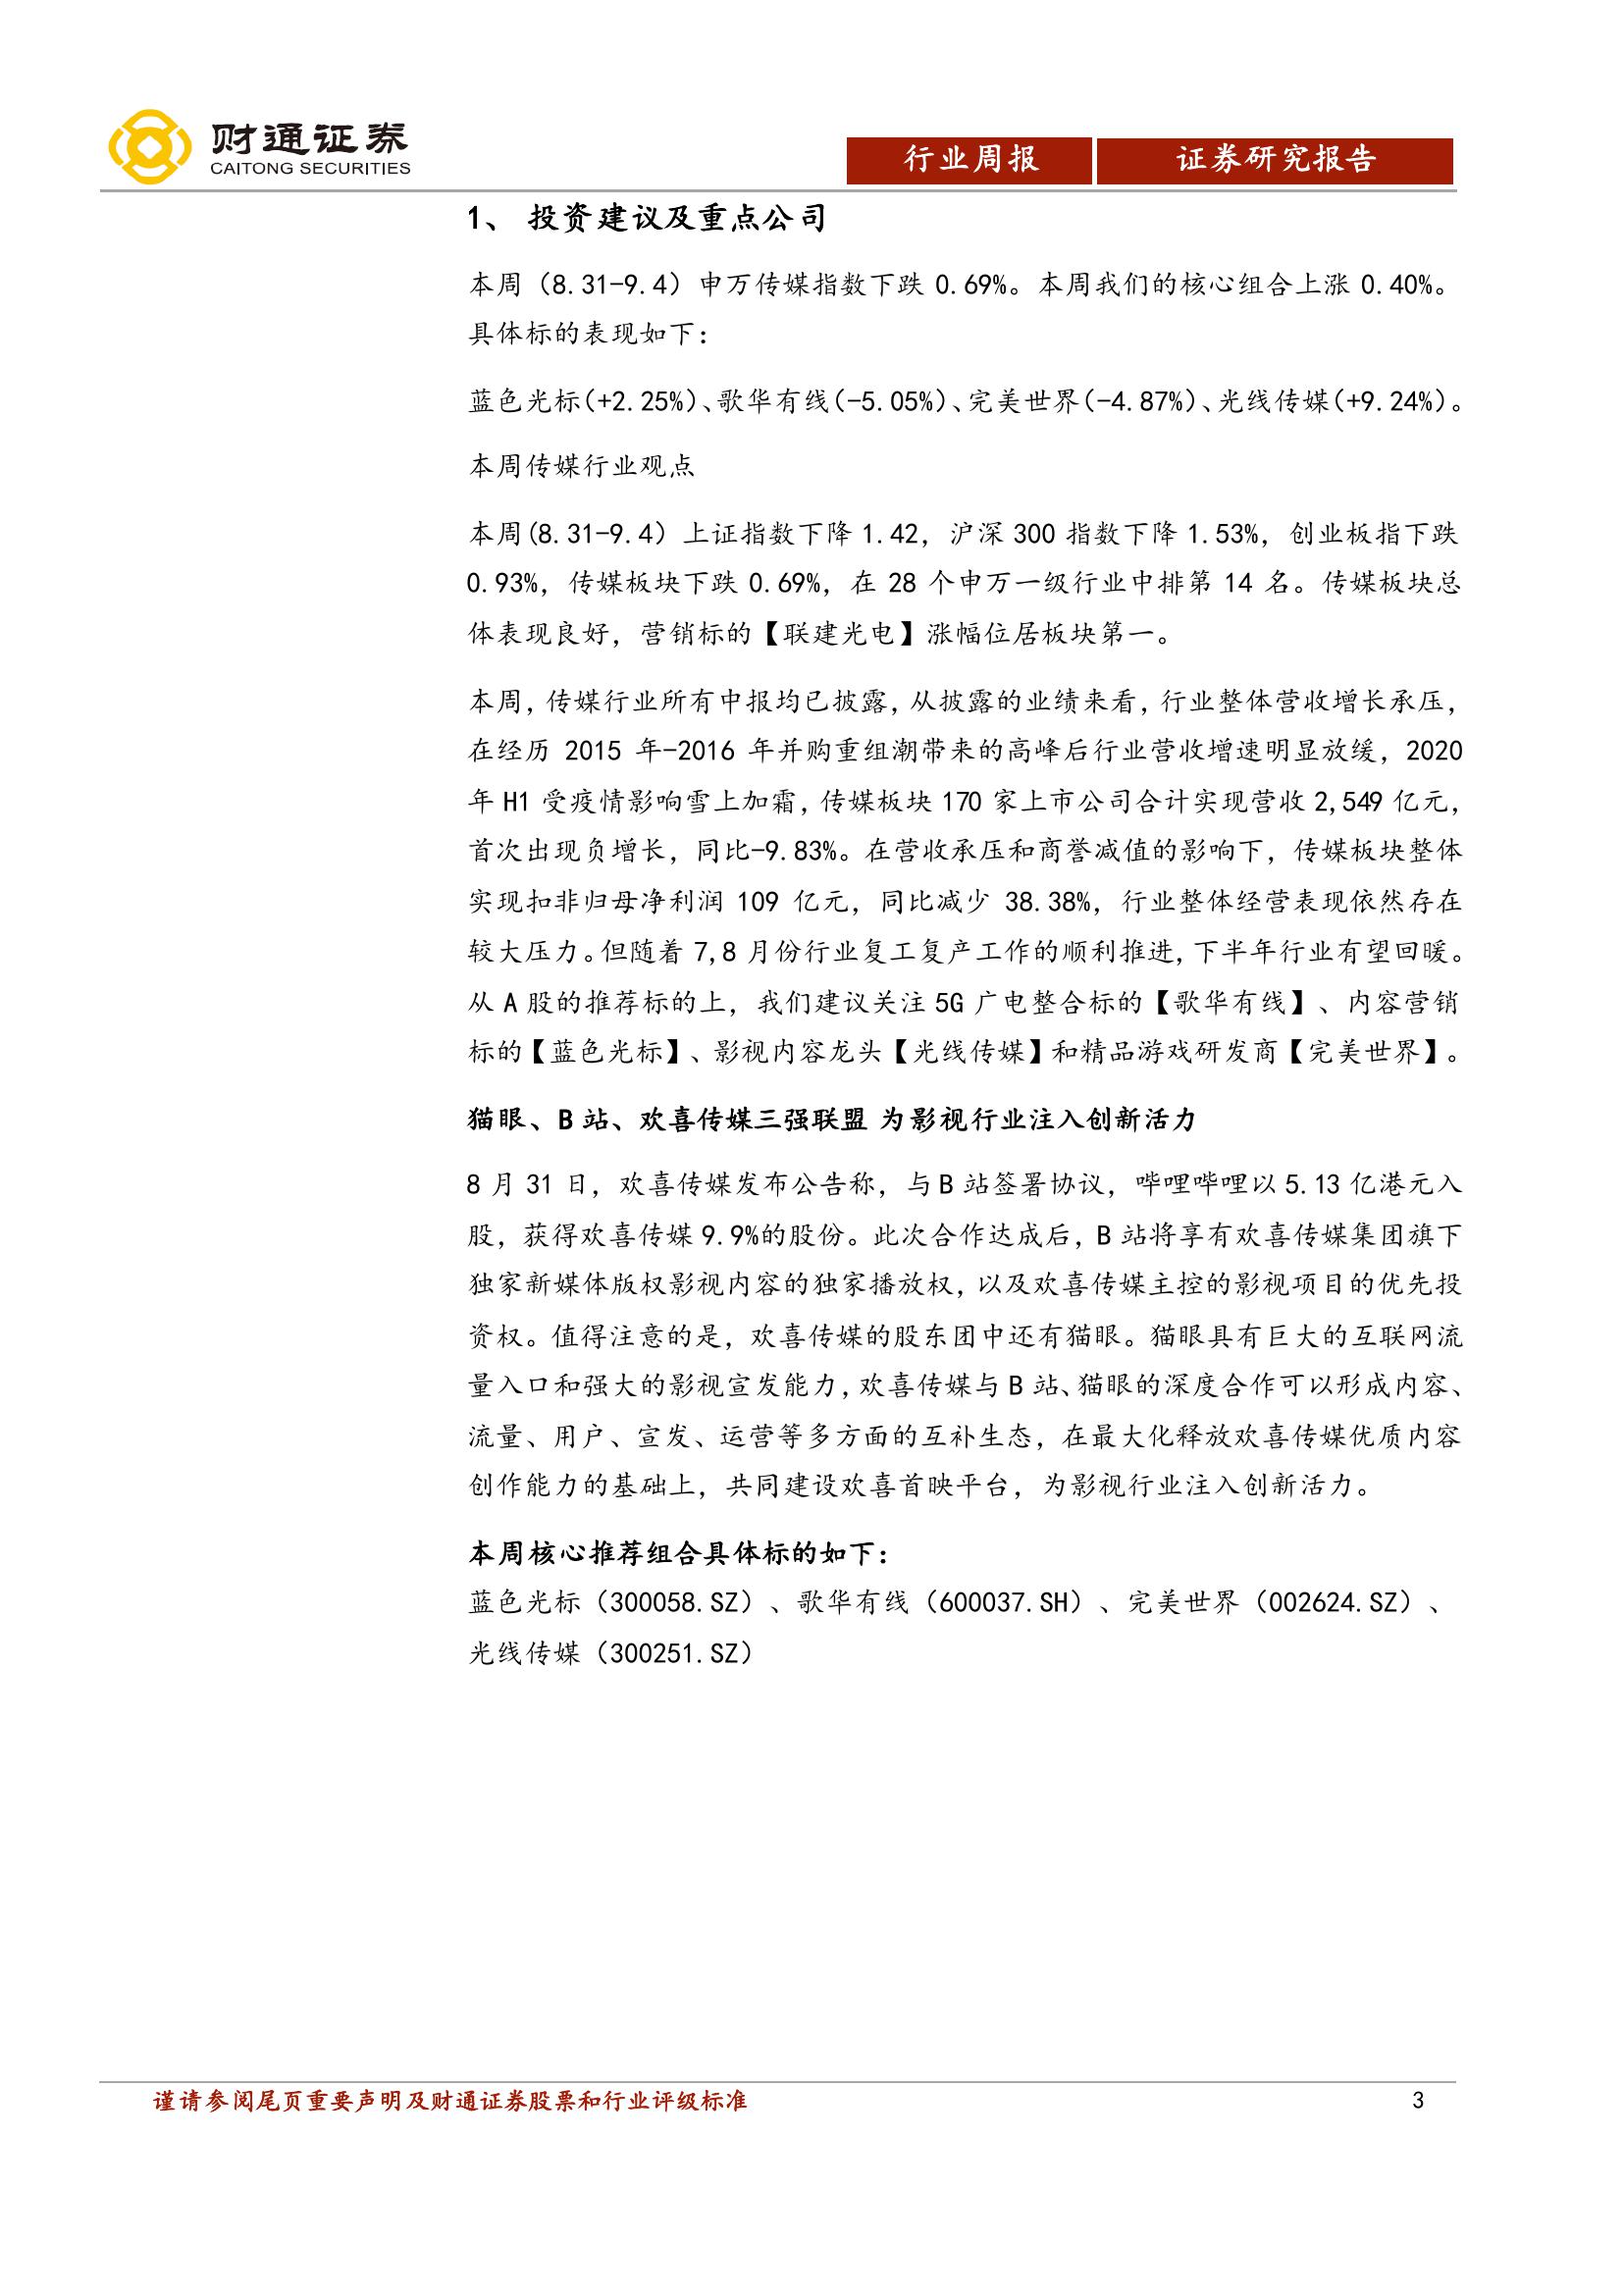 财通证券
CAITONG SECURITIES
行业周报
证券研究报告
1、 投资建议及重点公司
本周（8.31-9.4）申万传媒指数下跌 0.69%。本周我们的核心组合上涨 0.40%。
具体标的表现如下：
蓝色光标(+2.25%)、歌华有线(-5.05%)、完美世界(-4.87%)、光线传媒(+9.24%)。
本周传媒行业观点
本周(8.31-9.4）上证指数下降 1.42，沪深 300 指数下降 1.53%，创业板指下跌
0.93%，传媒板块下跌 0.69%，在 28 个申万一级行业中排第 14 名。传媒板块总
体表现良好，营销标的【联建光电】涨幅位居板块第一。
本周，传媒行业所有中报均已披露，从披露的业绩来看，行业整体营收增长承压，
在经历 2015 年-2016 年并购重组潮带来的高峰后行业营收增速明显放缓，2020
年 H1 受疫情影响雪上加霜，传媒板块 170 家上市公司合计实现营收 2,549 亿元，
首次出现负增长，同比-9.83%。在营收承压和商誉减值的影响下，传媒板块整体
实现扣非归母净利润 109 亿元，同比减少 38.38%，行业整体经营表现依然存在
较大压力。但随着 7,8 月份行业复工复产工作的顺利推进，下半年行业有望回暖。
从 A 股的推荐标的上，我们建议关注 5G 广电整合标的【歌华有线】、内容营销
标的【蓝色光标】、影视内容龙头【光线传媒】和精品游戏研发商【完美世界】。
猫眼、B 站、欢喜传媒三强联盟 为影视行业注入创新活力
8 月 31 日，欢喜传媒发布公告称，与 B 站签署协议，哔哩哔哩以 5.13 亿港元入
股，获得欢喜传媒 9.9%的股份。此次合作达成后，B 站将享有欢喜传媒集团旗下
独家新媒体版权影视内容的独家播放权，以及欢喜传媒主控的影视项目的优先投
资权。值得注意的是，欢喜传媒的股东团中还有猫眼。猫眼具有巨大的互联网流
量入口和强大的影视宣发能力，欢喜传媒与 B 站、猫眼的深度合作可以形成内容、
流量、用户、宣发、运营等多方面的互补生态，在最大化释放欢喜传媒优质内容
创作能力的基础上，共同建设欢喜首映平台，为影视行业注入创新活力。
本周核心推荐组合具体标的如下：
蓝色光标（300058.SZ）、歌华有线（600037.SH）、完美世界（002624.SZ）、
光线传媒（300251.SZ）
谨请参阅尾页重要声明及财通证券股票和行业评级标准
3